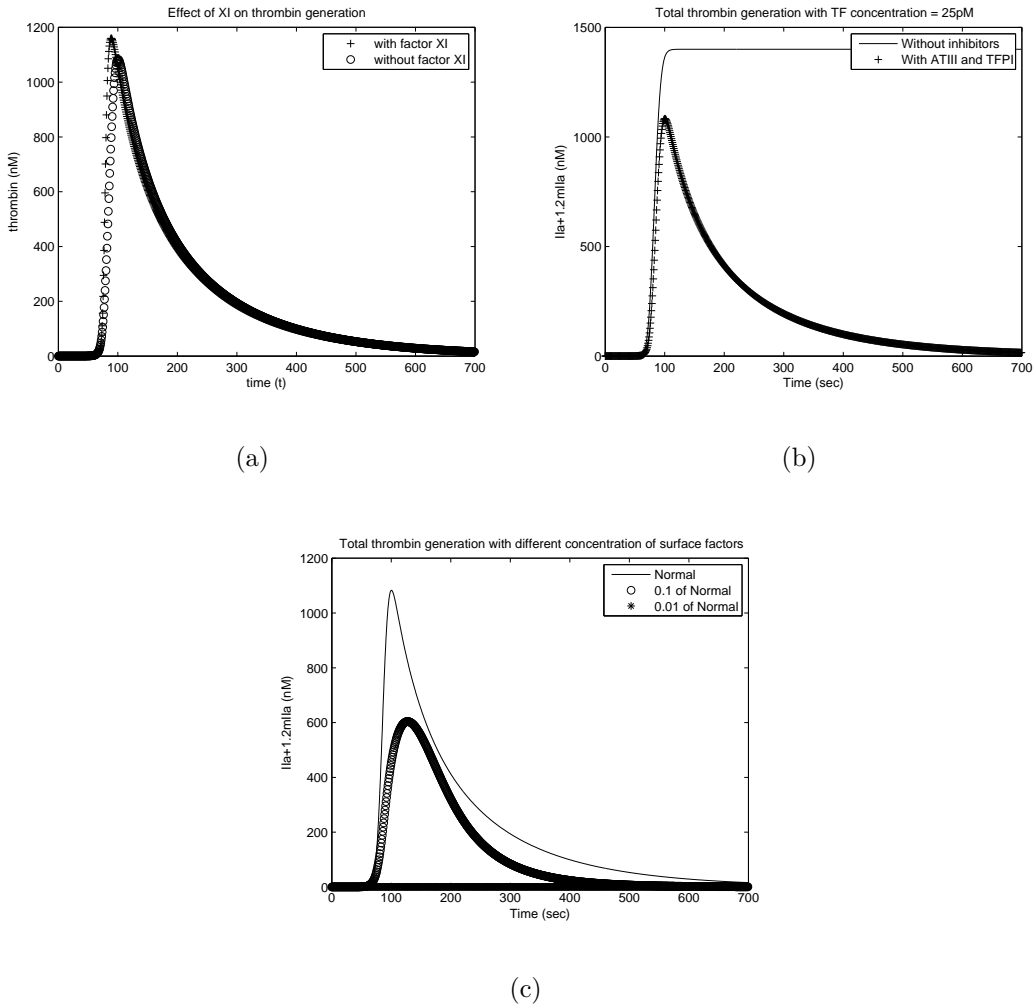 Effect of XI on thrombin generation
1200
1000
800
600
400
200
0
thrombin (nM)
with factor XI
without factor XI
0 100 200 300 400 500 600 700
time (t)
(a)
Total thrombin generation with TF concentration = 25pM
1500
1000
500
0
IIa+1.2mIIa (nM)
Without inhibitors
With ATIII and TFPI
0 100 200 300 400 500 600 700
Time (sec)
(b)
Total thrombin generation with different concentration of surface factors
1200
1000
800
600
400
200
0
IIa+1.2mIIa (nM)
Normal
0.1 of Normal
0.01 of Normal
0 100 200 300 400 500 600 700
Time (sec)
(c)